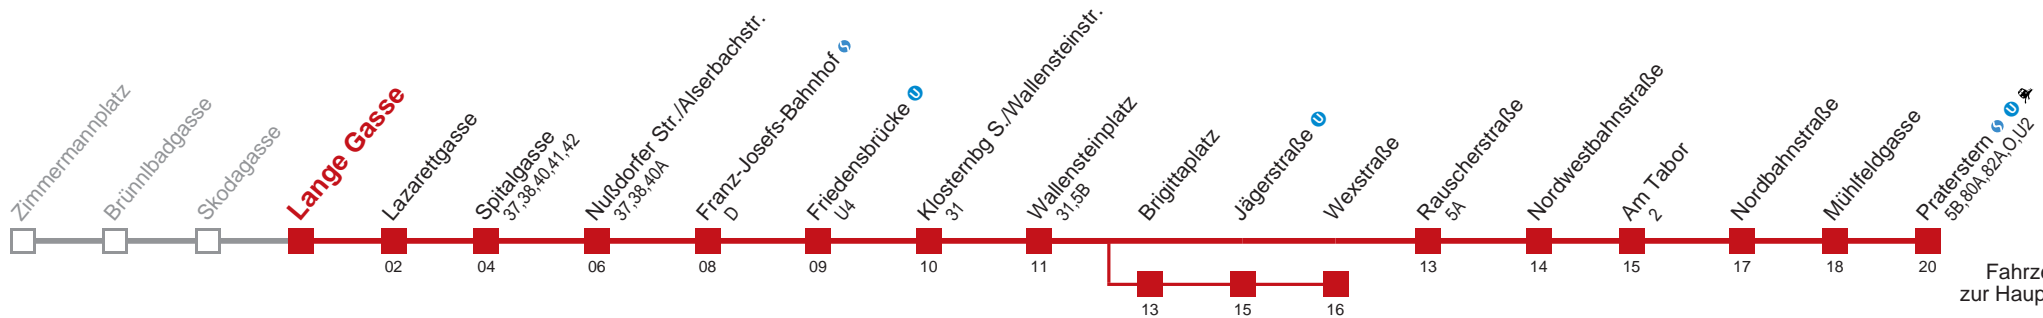 Zimmermannplatz
Brünnlbadgasse
Skodagasse
Lange Gasse
Lazarettgasse
02
Spitalgasse
37,38,40,41,42
04
Nußdorfer Str./Alserbachstr.
37,38,40A
06
Franz-Josefs-Bahnhof S
D
08
Friedensbrücke U
U4
09
Klosternbg S./Wallensteinstr.
31
10
Wallensteinplatz
31,5B
11
Brigittaplatz
13
Jägerstraße U
15
Wexstraße
16
Rauscherstraße
5A
13
Nordwestbahnstraße
14
Am Tabor
2
15
Nordbahnstraße
17
Mühlfeldgasse
18
Praterstern S U
5B,80A,82A,O,U2
20
Fahrze
zur Haup